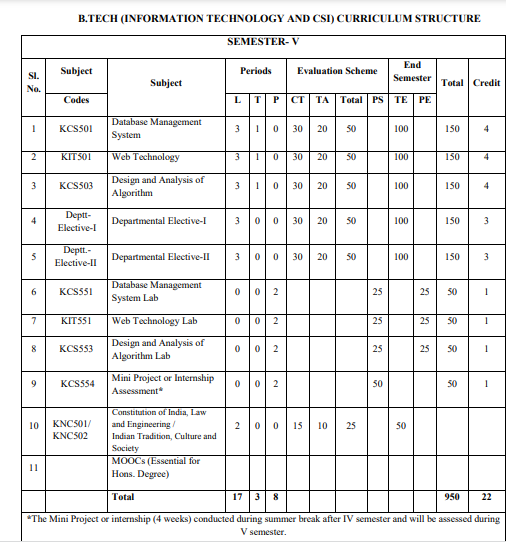 B.TECH (INFORMATION TECHNOLOGY AND CSI) CURRICULUM STRUCTURE
SEMESTER- V
Sl. No. Subject Codes Subject Periods Evaluation Scheme End Semester Total Credit
L T P CT TA Total PS TE PE
1 KCS501 Database Management System 3 1 0 30 20 50 100 150 4
2 KIT501 Web Technology 3 1 0 30 20 50 100 150 4
3 KCS503 Design and Analysis of Algorithm 3 1 0 30 20 50 100 150 4
4 Deptt- Elective-I Departmental Elective-I 3 0 0 30 20 50 100 150 3
5 Deptt.- Elective-II Departmental Elective-II 3 0 0 30 20 50 100 150 3
6 KCS551 Database Management System Lab 0 0 2 25 25 50 1
7 KIT551 Web Technology Lab 0 0 2 25 25 50 1
8 KCS553 Design and Analysis of Algorithm Lab 0 0 2 25 25 50 1
9 KCS554 Mini Project or Internship Assessment* 0 0 2 50 50 1
10 KNC501/ KNC502 Constitution of India, Law and Engineering / Indian Tradition, Culture and Society 2 0 0 15 10 25 50
11 MOOCs (Essential for Hons. Degree)
Total 17 3 8 950 22
*The Mini Project or internship (4 weeks) conducted during summer break after IV semester and will be assessed during
V semester.